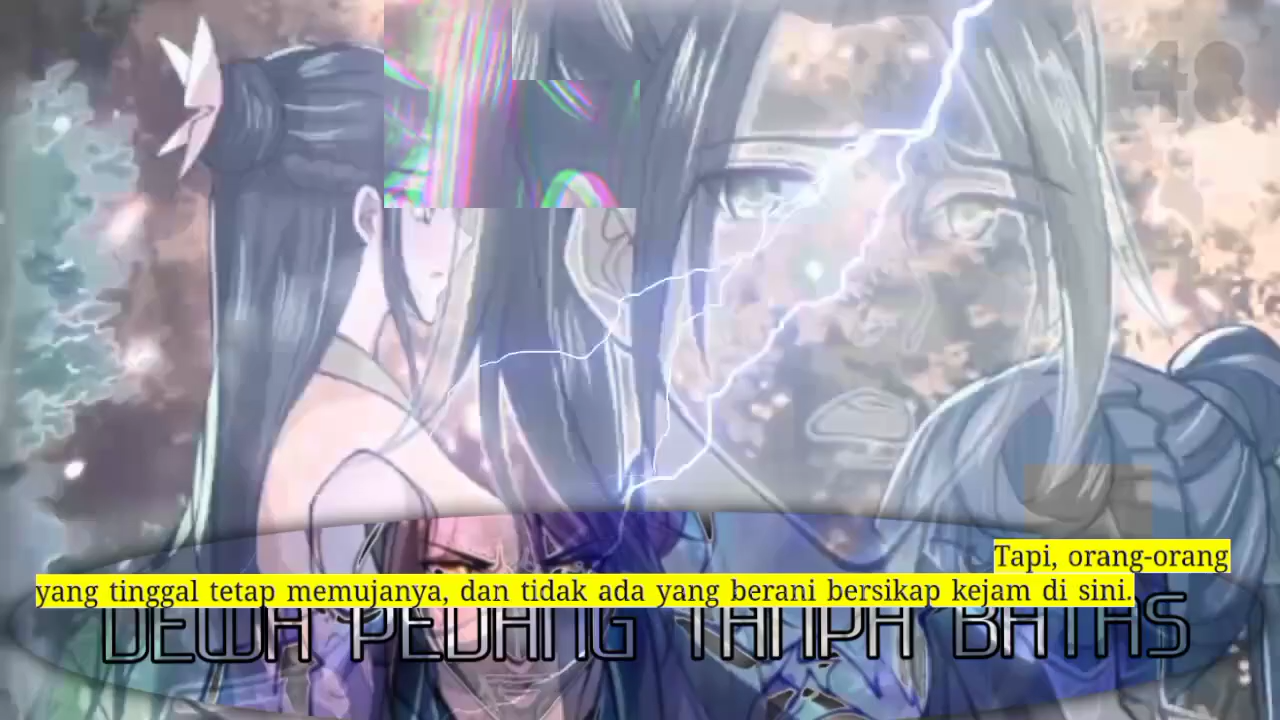 48
Tapi, orang-orang
yang tinggal tetap memujanya, dan tidak ada yang berani bersikap kejam di sini.
DEWA PEDANG TANPA BATAS